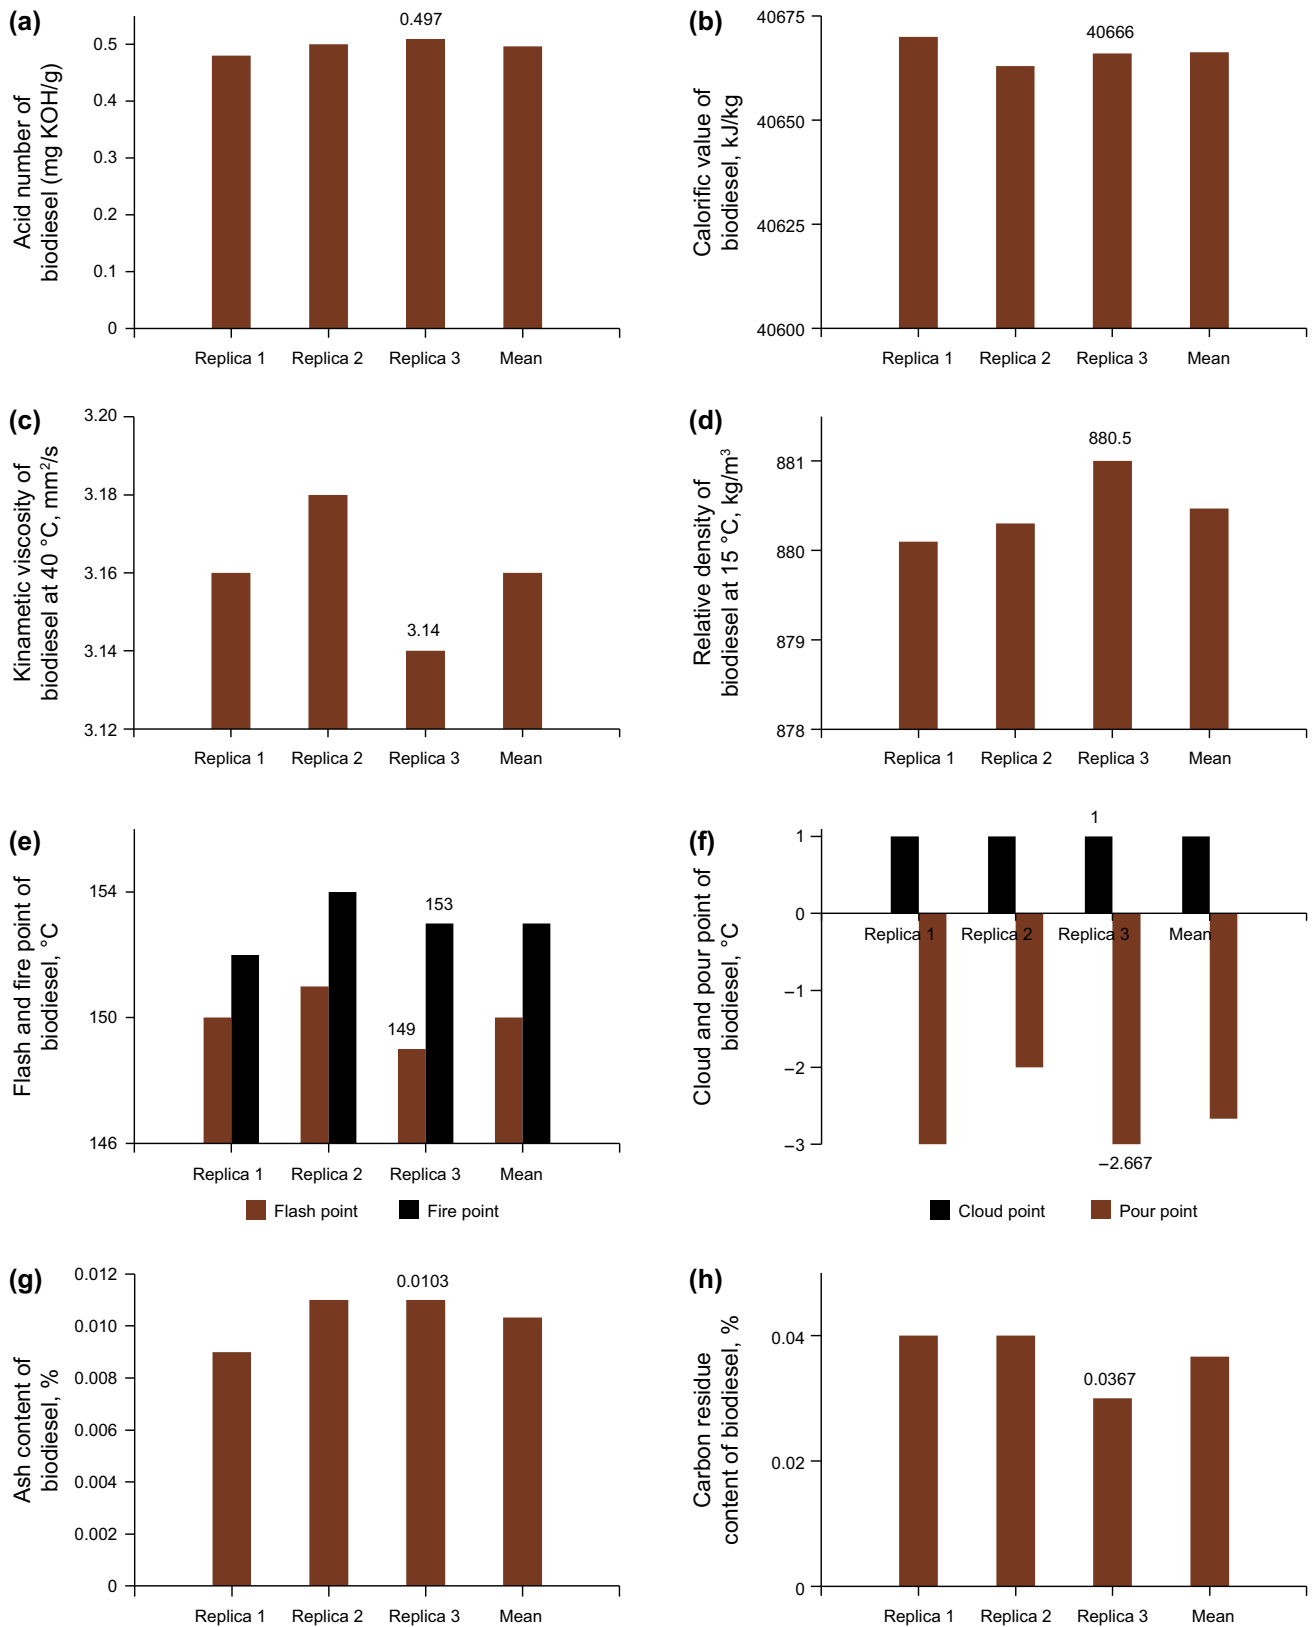 (a)
Acid number of
biodiesel (mg KOH/g)
0.5
0.4
0.3
0.2
0.1
0
0.497
Replica 1 Replica 2 Replica 3 Mean
(b)
Calorific value of
biodiesel, kJ/kg
40675
40650
40625
40600
40666
Replica 1 Replica 2 Replica 3 Mean
(c)
Kinametic viscosity of
biodiesel at 40 °C, mm²/s
3.20
3.18
3.16
3.14
3.12
3.14
Replica 1 Replica 2 Replica 3 Mean
(d)
Relative density of
biodiesel at 15 °C, kg/m³
881
880
879
878
880.5
Replica 1 Replica 2 Replica 3 Mean
(e)
Flash and fire point of
biodiesel, °C
154
150
146
153
149
Replica 1 Replica 2 Replica 3 Mean
Flash point Fire point
(f)
Cloud and pour point of
biodiesel, °C
1
0
−1
−2
−3
1
Replica 1 Replica 2 Replica 3 Mean
−2.667
Cloud point Pour point
(g)
Ash content of
biodiesel, %
0.012
0.010
0.008
0.006
0.004
0.002
0
0.0103
Replica 1 Replica 2 Replica 3 Mean
(h)
Carbon residue
content of biodiesel, %
0.04
0.02
0
0.0367
Replica 1 Replica 2 Replica 3 Mean